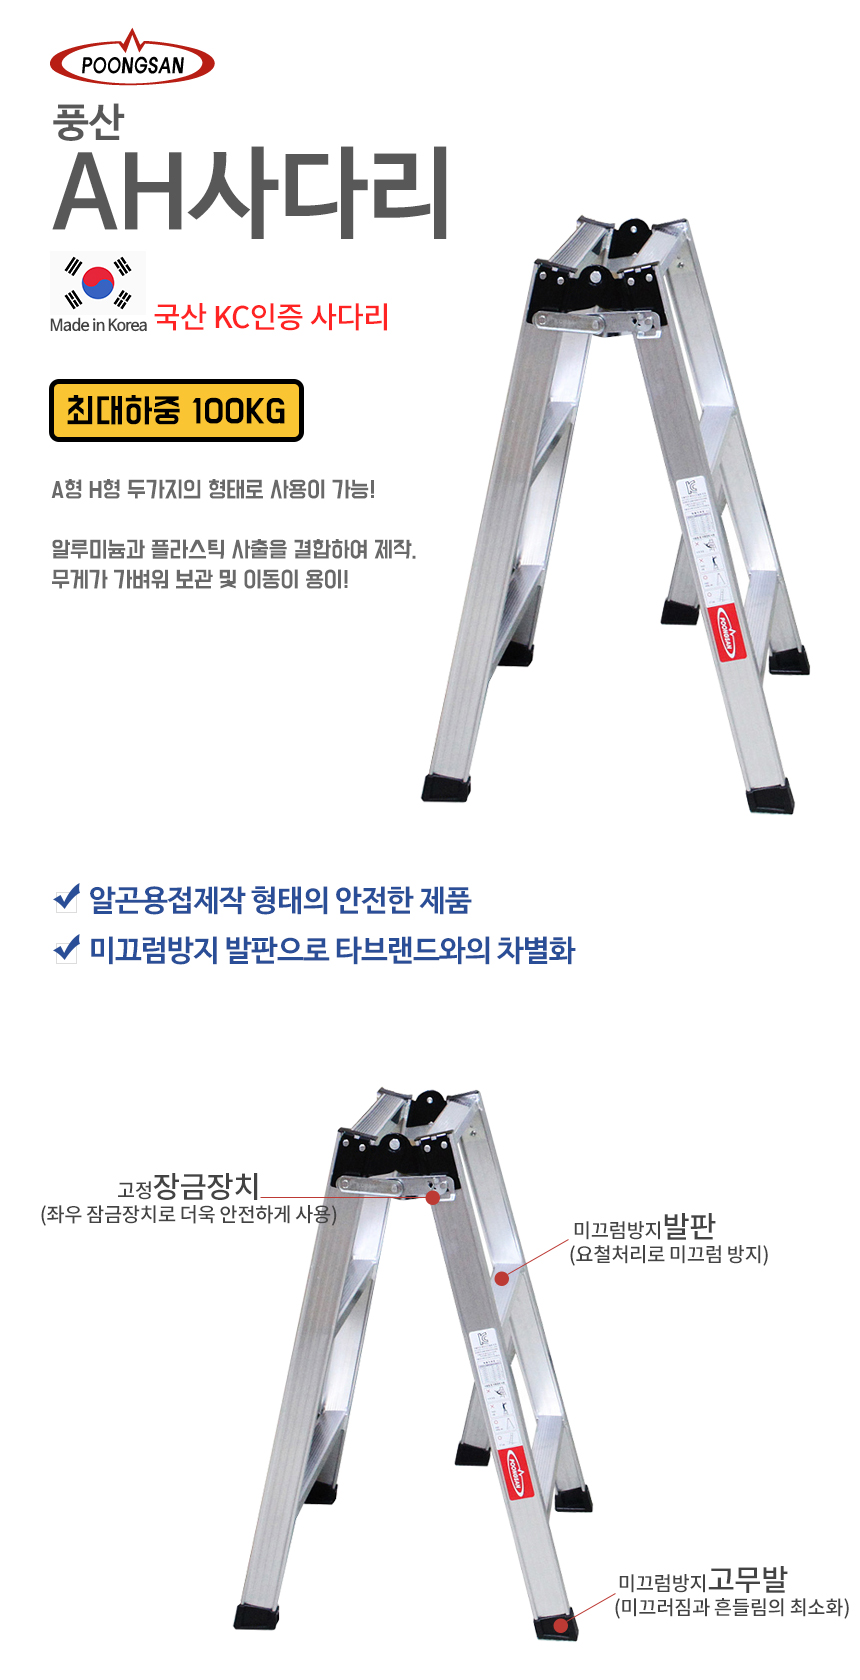 POONGSAN
풍산
AH사다리
Made in Korea
국산 KC인증 사다리
최대하중 100KG
A형 H형 두가지의 형태로 사용이 가능!
알루미늄과 플라스틱 사출을 결합하여 제작.
무게가 가벼워 보관 및 이동이 용이!
POONGSAN
알곤용접제작 형태의 안전한 제품
미끄럼방지 발판으로 타브랜드와의 차별화
고정장금장치
(좌우 잠금장치로 더욱 안전하게 사용)
미끄럼방지발판
(요철처리로 미끄럼 방지)
POONGSAN
미끄럼방지고무발
(미끄러짐과 흔들림의 최소화)